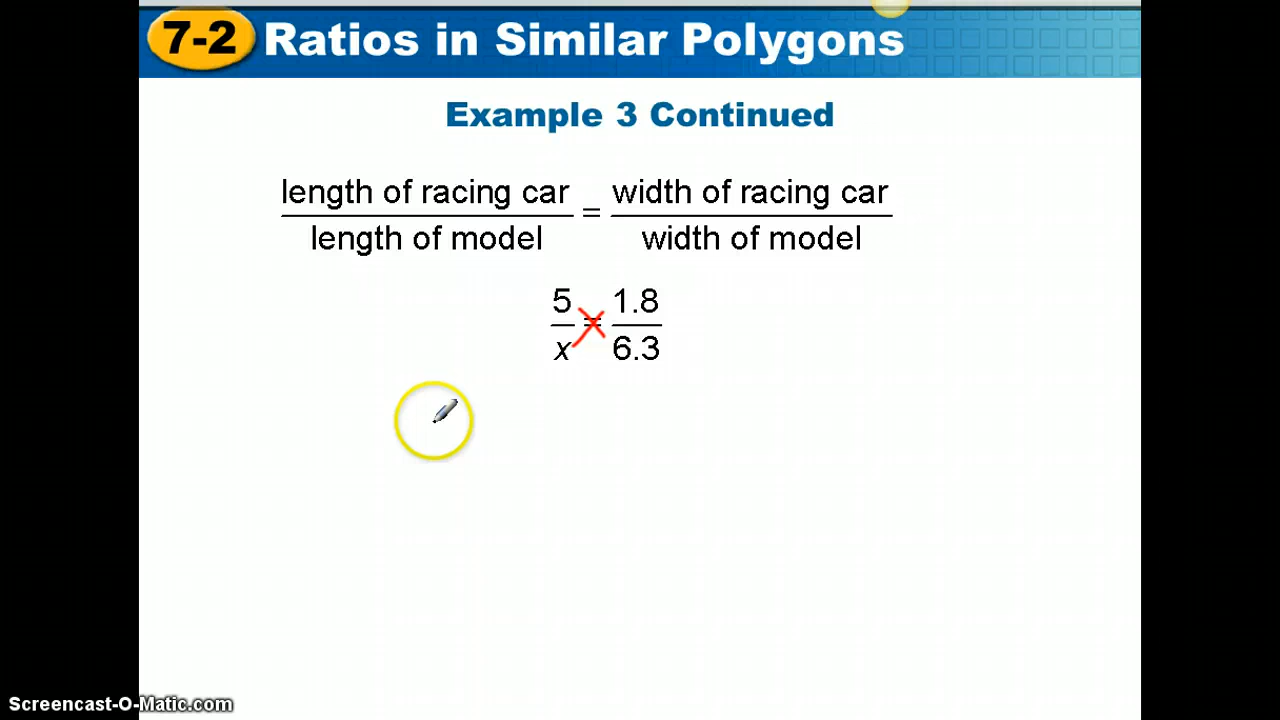 7-2 Ratios in Similar Polygons
Example 3 Continued
length of racing car / length of model = width of racing car / width of model
5 / x = 1.8 / 6.3
Screencast-O-Matic.com